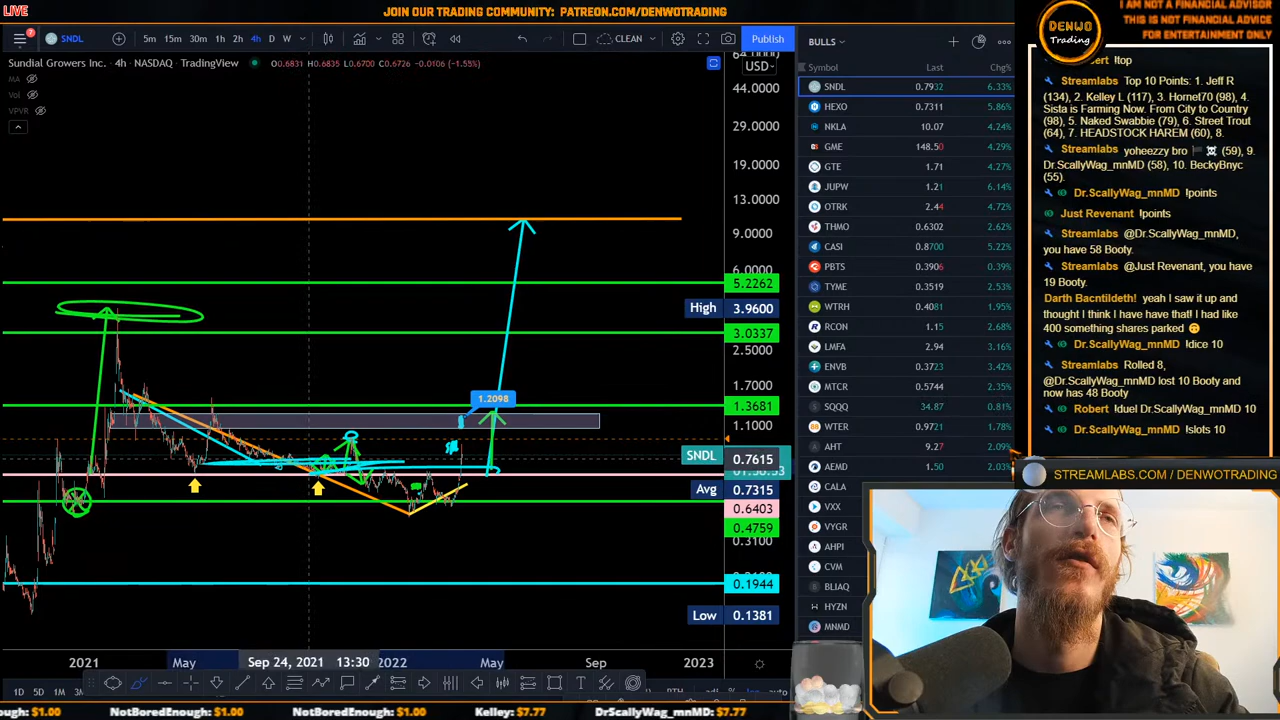 LIVE
JOIN OUR TRADING COMMUNITY: PATREON.COM/DENWOTRADING
7
SNDL
5m 15m 30m 1h 2h 4h D W
CLEAN
Publish
Sundial Growers Inc. · 4h · NASDAQ · TradingView
O0.6831 H0.6835 L0.6700 C0.6726 -0.0106 (-1.55%)
MA
Vol
VPVR
USD
44.0000
29.0000
19.0000
13.0000
9.0000
6.0000
5.2262
High 3.9600
3.0337
2.5000
1.7000
1.2098
1.3681
1.1000
SNDL 0.7615
Avg 0.7315
0.6403
0.4759
0.3100
0.1944
Low 0.1381
2021 May Sep 24, 2021 13:30 2022 May Sep 2023
1D 5D 1M
BULLS
Symbol Last Chg%
SNDL 0.7932 6.33%
HEXO 0.7311 5.86%
NKLA 10.07 4.24%
GME 148.50 4.29%
GTE 1.71 4.27%
JUPW 1.21 6.14%
OTRK 2.44 4.72%
THMO 0.6302 2.62%
CASI 0.8700 5.22%
PBTS 0.3906 0.39%
TYME 0.3519 2.53%
WTRH 0.4081 1.95%
RCON 1.15 2.68%
LMFA 2.94 3.16%
ENVB 0.3723 3.42%
MTCR 0.5744 2.35%
SQQQ 34.87 0.81%
WTER 0.9721 1.78%
AHT 9.27 2.09%
AEMD 1.50 2.03%
CALA
VXX
VYGR
AHPI
CVM
BLIAQ
HYZN
MNMD
DENWO
TRADING
I AM NOT A FINANCIAL ADVISOR
THIS IS NOT FINANCIAL ADVICE
FOR ENTERTAINMENT ONLY
!top
Streamlabs Top 10 Points: 1. Jeff R
(134), 2. Kelley L (117), 3. Hornet70 (98), 4.
Sista is Farming Now. From City to Country
(98), 5. Naked Swabbie (79), 6. Street Trout
(64), 7. HEADSTOCK HAREM (60), 8.
Streamlabs yoheezzy bro (59), 9.
Dr.ScallyWag_mnMD (58), 10. BeckyBnyc
(55).
Dr.ScallyWag_mnMD !points
Just Revenant !points
Streamlabs @Dr.ScallyWag_mnMD,
you have 58 Booty.
Streamlabs @Just Revenant, you have
19 Booty.
Darth Bacntildeth! yeah I saw it up and
thought I think I have have that! I had like
400 something shares parked
Dr.ScallyWag_mnMD !dice 10
Streamlabs Rolled 8,
@Dr.ScallyWag_mnMD lost 10 Booty and
now has 48 Booty
Robert !duel Dr.ScallyWag_mnMD 10
Dr.ScallyWag_mnMD !slots 10
STREAMLABS.COM/DENWOTRADING
ough: $1.00 NotBoredEnough: $1.00 NotBoredEnough: $1.00 Kelley: $7.77 DrScallyWag_mnMD: $7.77